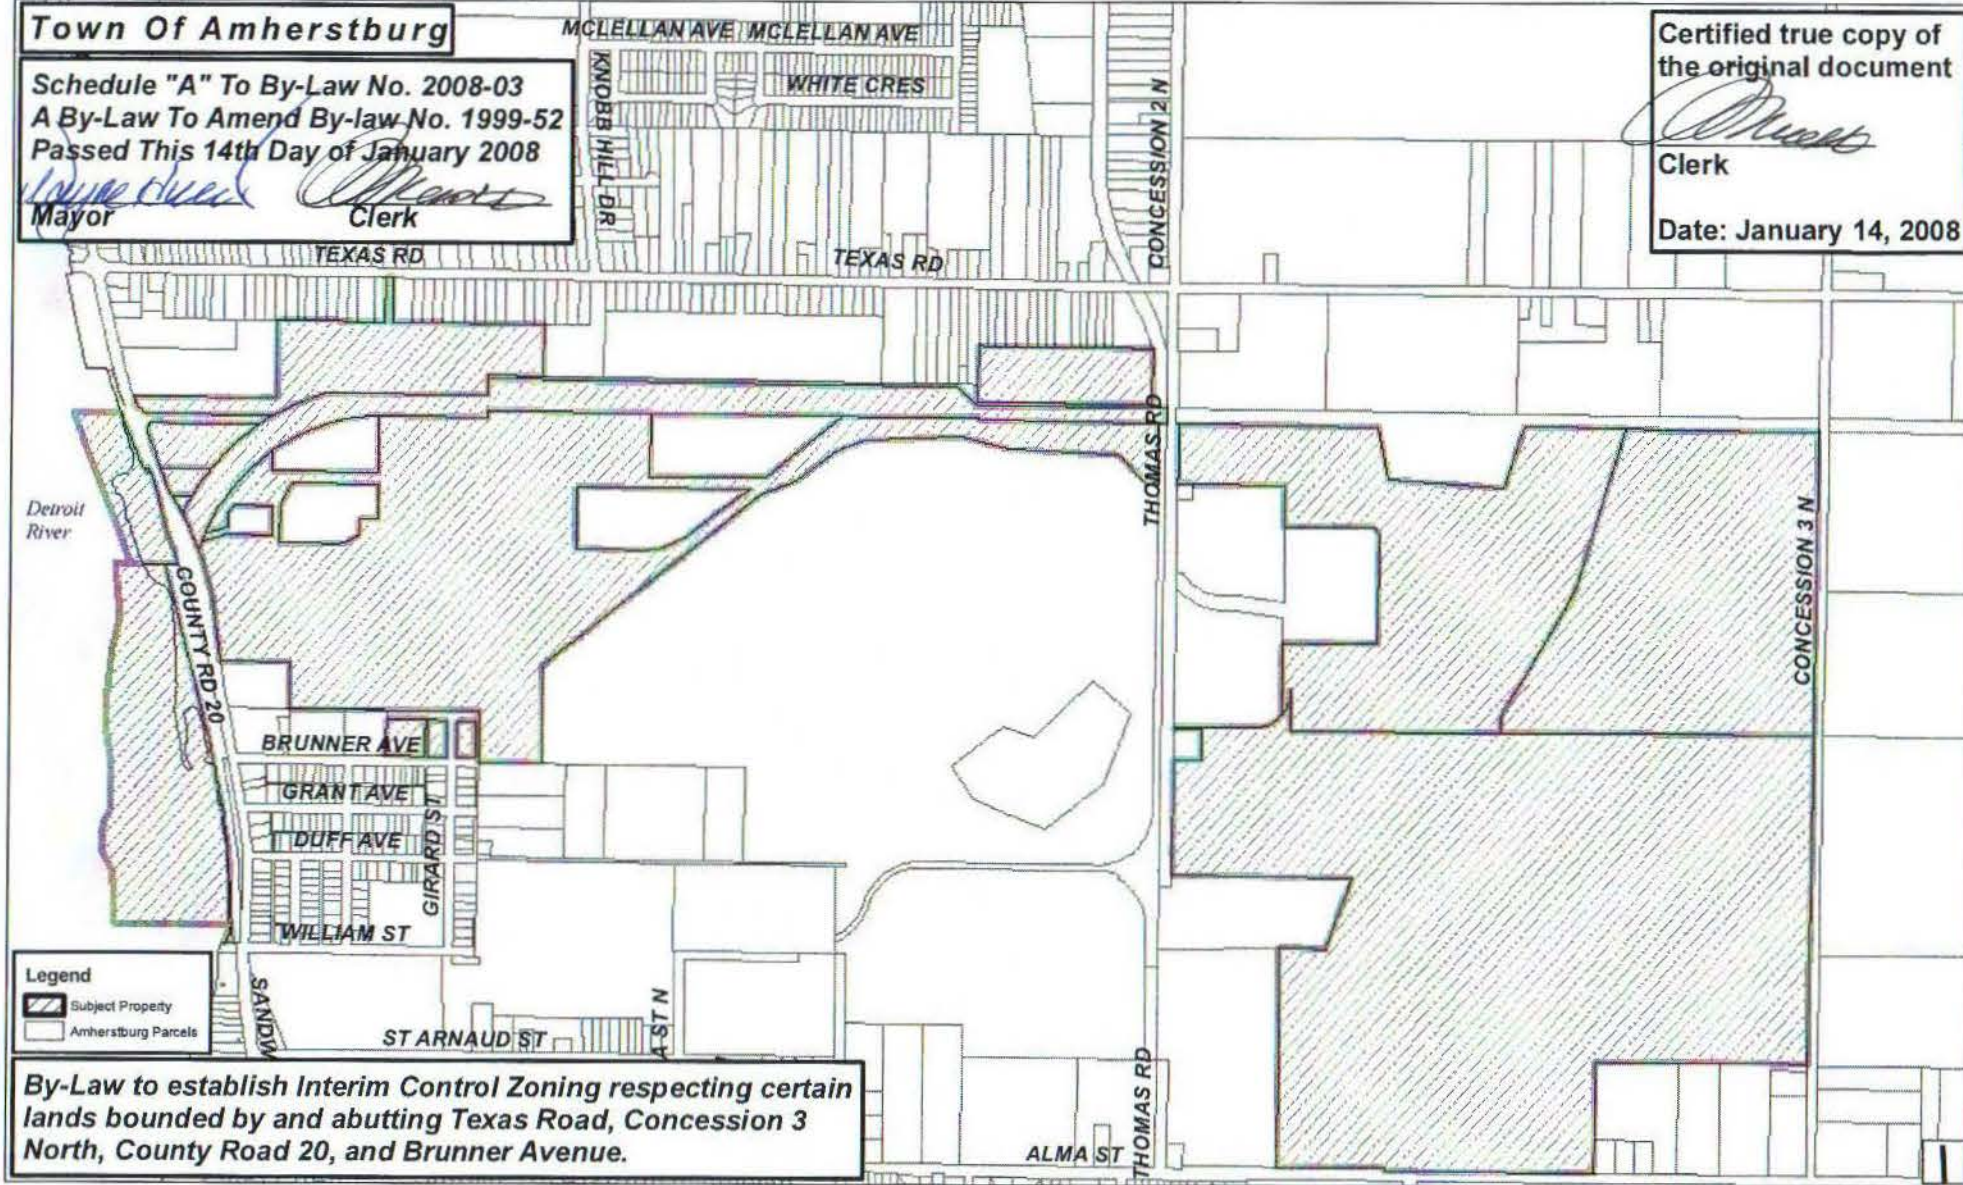 Town Of Amherstburg
Schedule "A" To By-Law No. 2008-03
A By-Law To Amend By-law No. 1999-52
Passed This 14th Day of January 2008
Mayor Clerk
Certified true copy of
the original document
Clerk
Date: January 14, 2008
MCLELLAN AVE MCLELLAN AVE
WHITE CRES
KNOBB HILL DR
CONCESSION 2 N
TEXAS RD TEXAS RD
THOMAS RD
CONCESSION 3 N
Detroit
River
COUNTY RD 20
BRUNNER AVE
GRANT AVE
DUFF AVE
GIRARD ST
WILLIAM ST
SANDW
A ST N
ST ARNAUD ST
THOMAS RD
ALMA ST
Legend
Subject Property
Amherstburg Parcels
By-Law to establish Interim Control Zoning respecting certain
lands bounded by and abutting Texas Road, Concession 3
North, County Road 20, and Brunner Avenue.